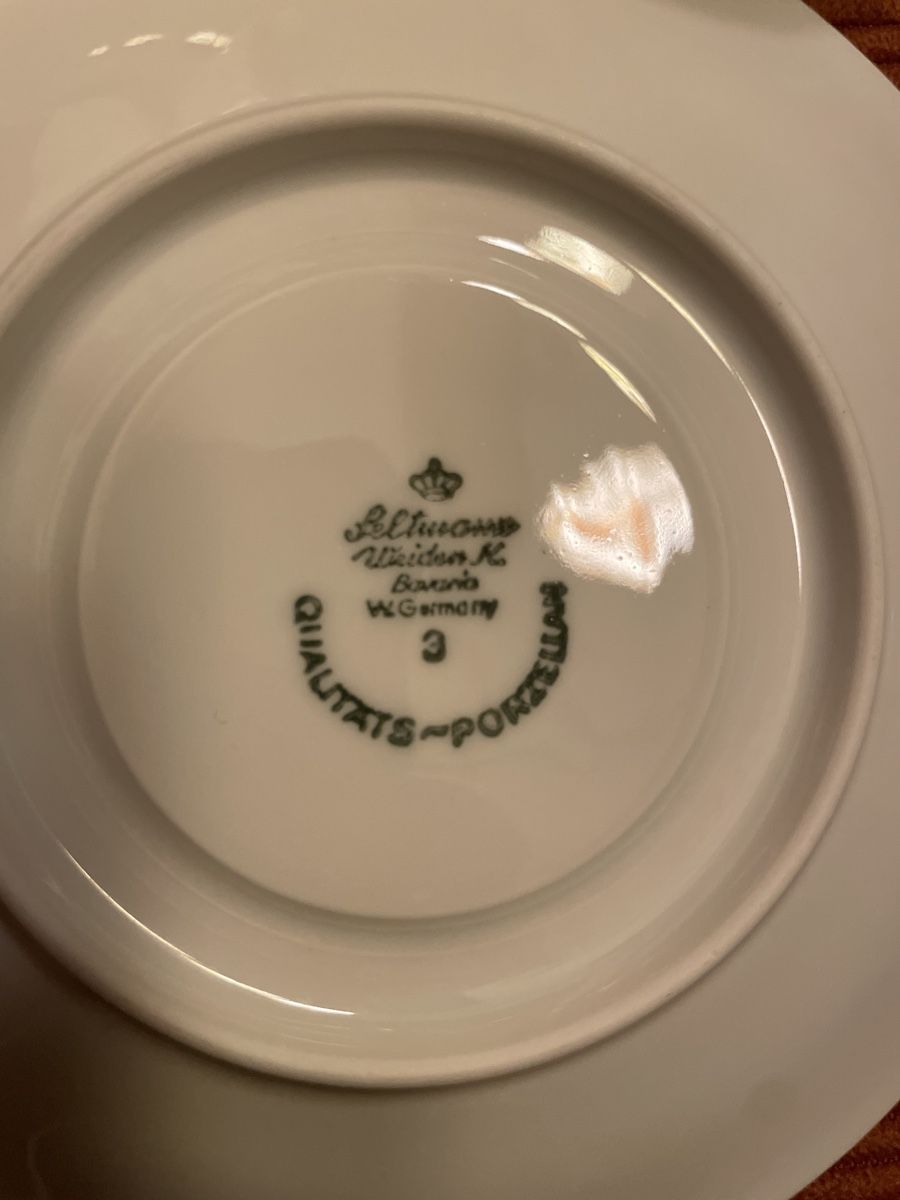 Seltmann
Weiden K.
Bavaria
W.Germany
3
QUALITÄTS~PORZELLAN